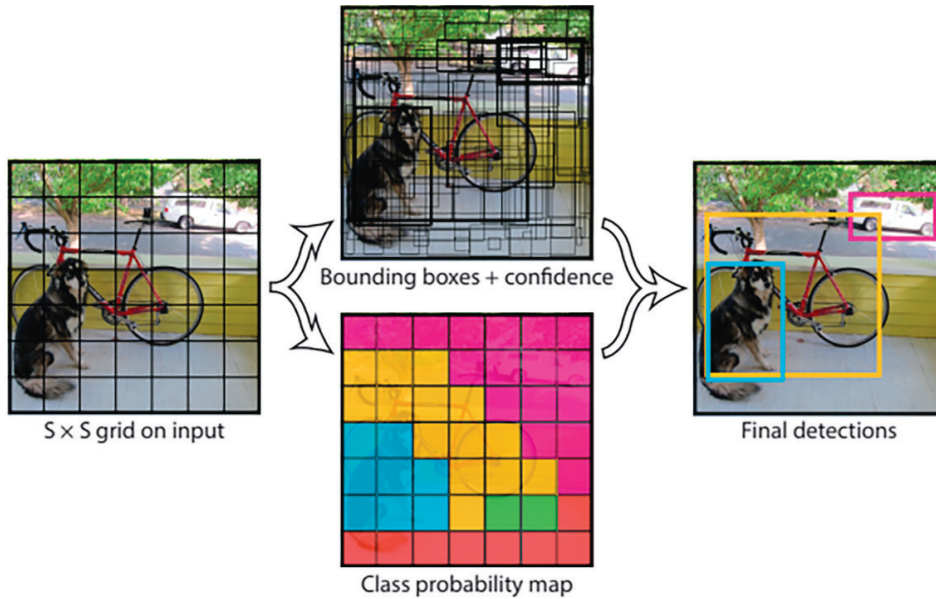 S × S grid on input
Bounding boxes + confidence
Class probability map
Final detections